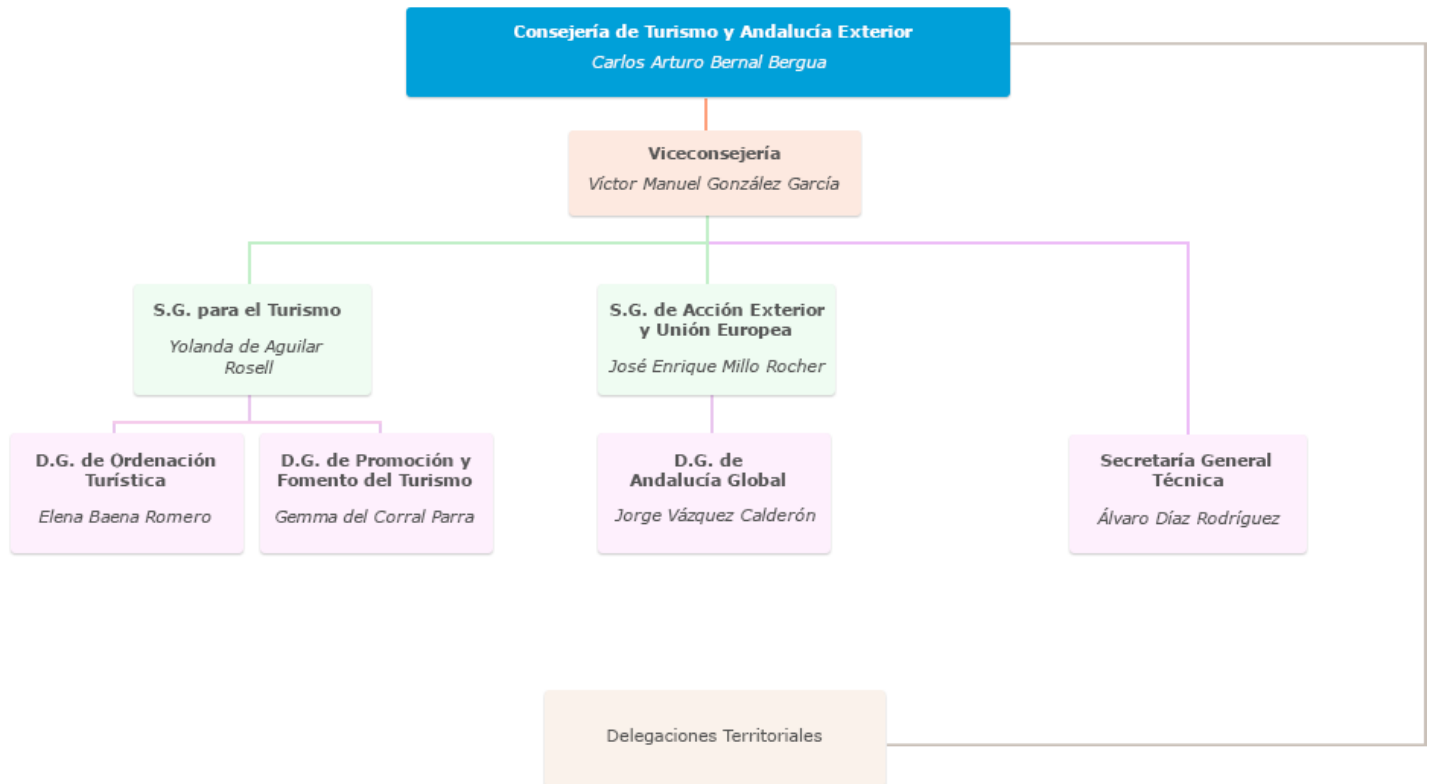 Consejería de Turismo y Andalucía Exterior
Carlos Arturo Bernal Bergua
Viceconsejería
Víctor Manuel González García
S.G. para el Turismo
Yolanda de Aguilar
Rosell
S.G. de Acción Exterior
y Unión Europea
José Enrique Millo Rocher
D.G. de Ordenación
Turística
Elena Baena Romero
D.G. de Promoción y
Fomento del Turismo
Gemma del Corral Parra
D.G. de
Andalucía Global
Jorge Vázquez Calderón
Secretaría General
Técnica
Álvaro Díaz Rodríguez
Delegaciones Territoriales